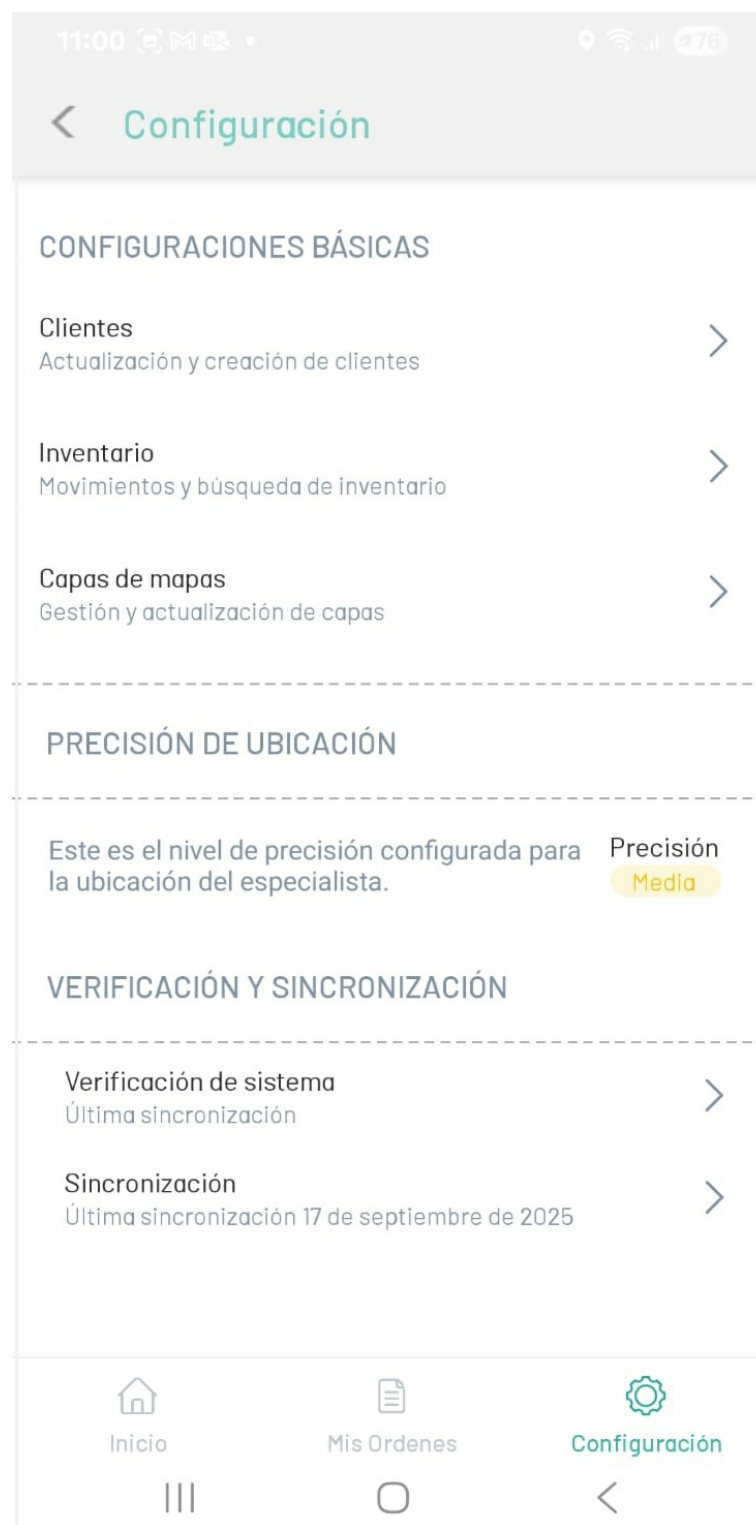 11:00
76
Configuración
CONFIGURACIONES BÁSICAS
Clientes
Actualización y creación de clientes
Inventario
Movimientos y búsqueda de inventario
Capas de mapas
Gestión y actualización de capas
PRECISIÓN DE UBICACIÓN
Este es el nivel de precisión configurada para
la ubicación del especialista.
Precisión
Media
VERIFICACIÓN Y SINCRONIZACIÓN
Verificación de sistema
Última sincronización
Sincronización
Última sincronización 17 de septiembre de 2025
Inicio
Mis Ordenes
Configuración